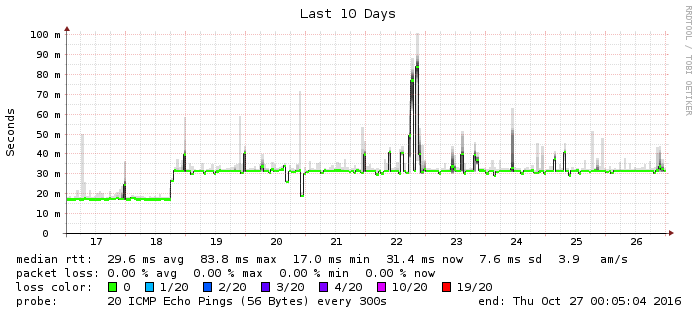 Last 10 Days
RRDTOOL / TOBI OETIKER
Seconds
100 m
90 m
80 m
70 m
60 m
50 m
40 m
30 m
20 m
10 m
0
17 18 19 20 21 22 23 24 25 26
median rtt: 29.6 ms avg 83.8 ms max 17.0 ms min 31.4 ms now 7.6 ms sd 3.9 am/s
packet loss: 0.00 % avg 0.00 % max 0.00 % min 0.00 % now
loss color: 0 1/20 2/20 3/20 4/20 10/20 19/20
probe: 20 ICMP Echo Pings (56 Bytes) every 300s end: Thu Oct 27 00:05:04 2016